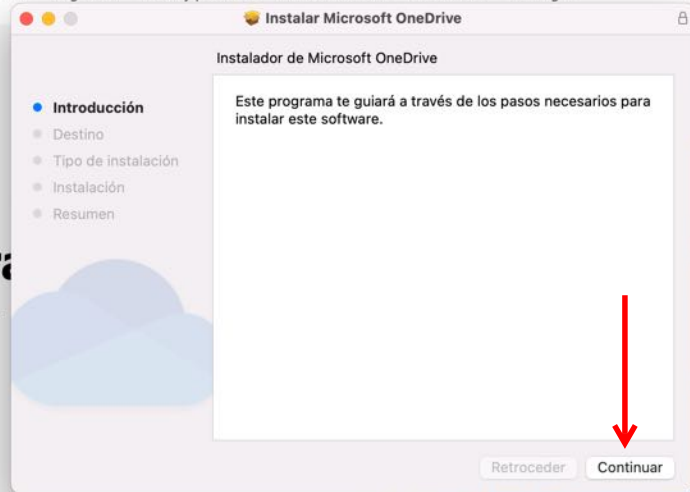 Instalar Microsoft OneDrive
Instalador de Microsoft OneDrive
Introducción
Destino
Tipo de instalación
Instalación
Resumen
Este programa te guiará a través de los pasos necesarios para
instalar este software.
Retroceder
Continuar